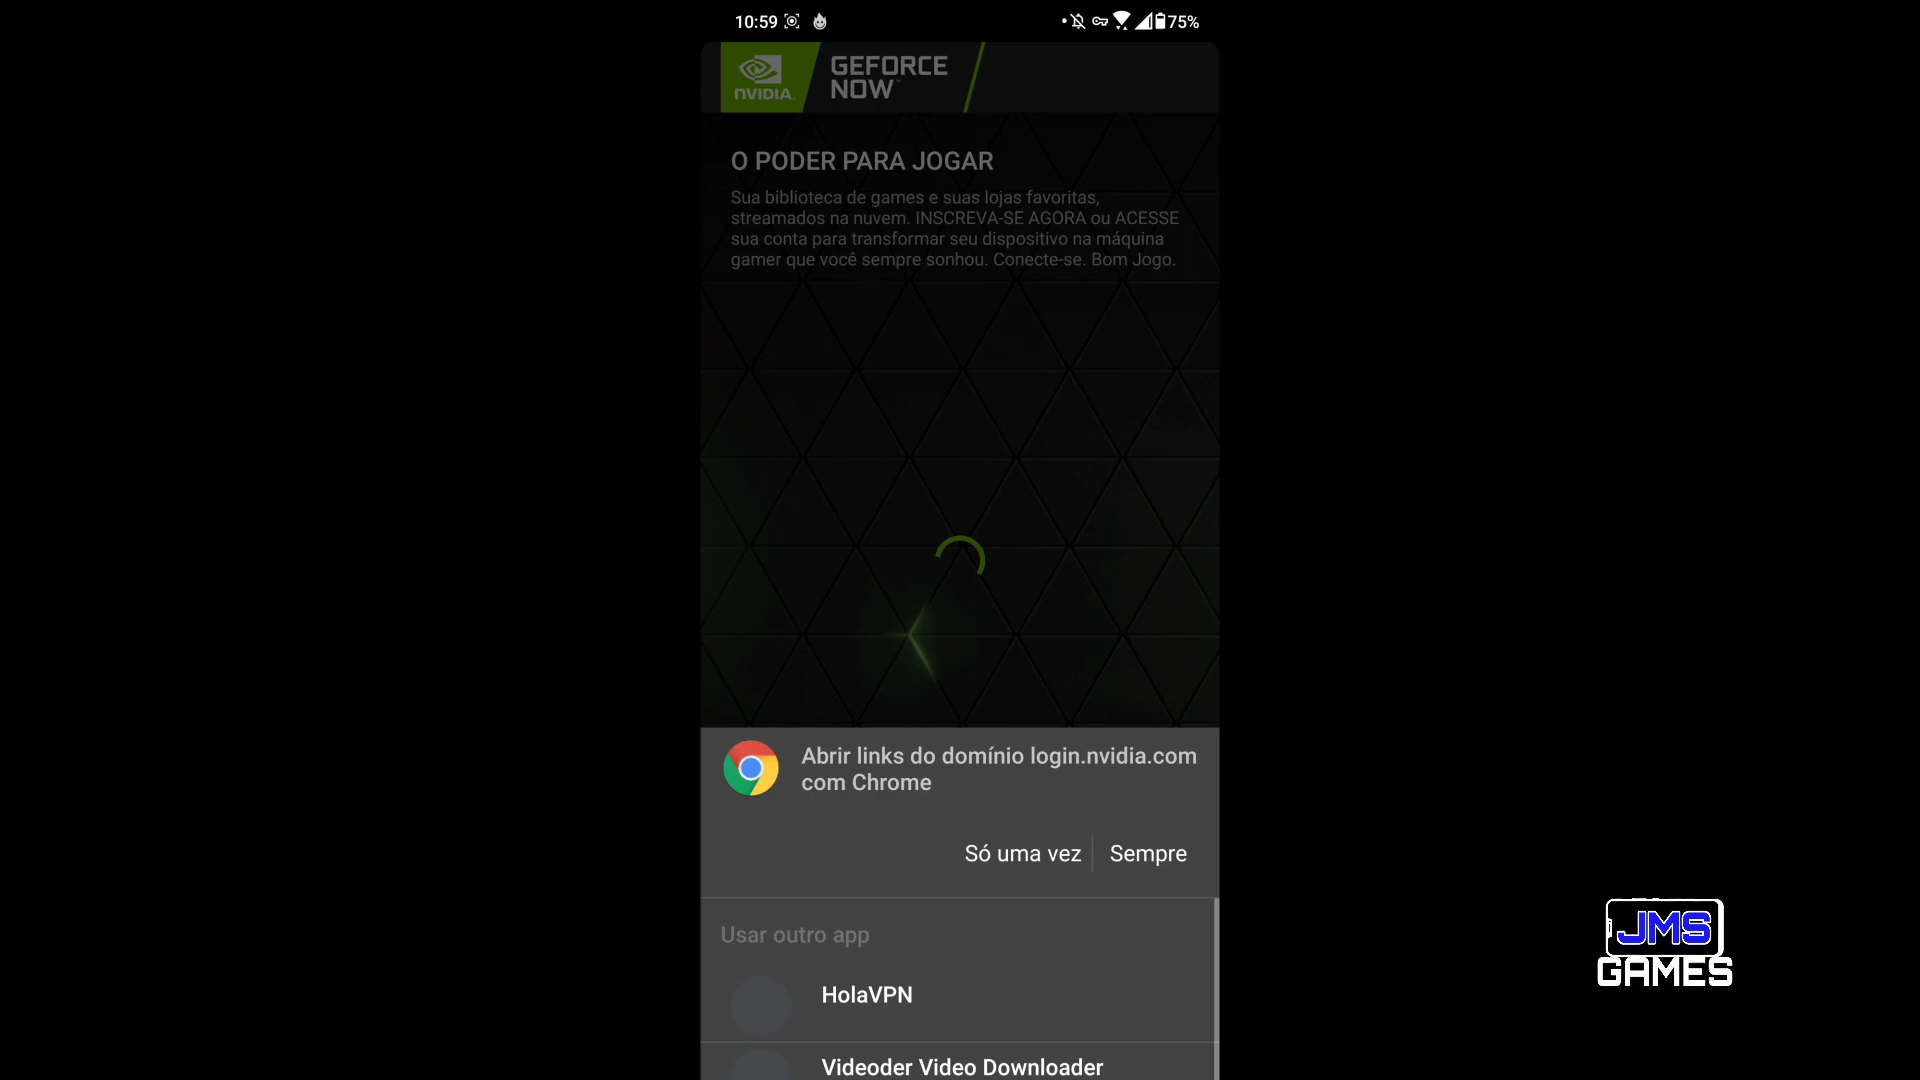 10:59
75%
NVIDIA.
GEFORCE
NOW
O PODER PARA JOGAR
Sua biblioteca de games e suas lojas favoritas,
streamados na nuvem. INSCREVA-SE AGORA ou ACESSE
sua conta para transformar seu dispositivo na máquina
gamer que você sempre sonhou. Conecte-se. Bom Jogo.
Abrir links do domínio login.nvidia.com
com Chrome
Só uma vez
Sempre
Usar outro app
HolaVPN
Videoder Video Downloader
JMS
GAMES